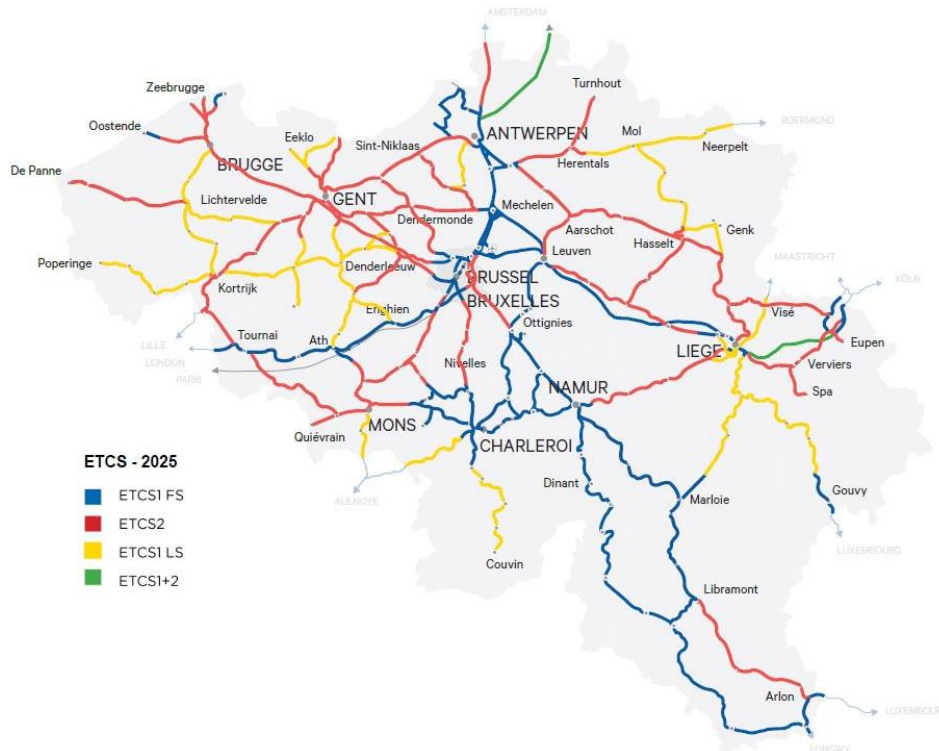 AMSTERDAM
Zeebrugge
Turnhout
Oostende
ANTWERPEN
Eeklo
Sint-Niklaas
Mol
ROERMOND
BRUGGE
Herentals
Neerpelt
De Panne
GENT
Lichtervelde
Mechelen
Dendermonde
Aarschot
Hasselt
Genk
Leuven
MAASTRICHT
Poperinge
Denderleeuw
BRUSSEL
KÖLN
Kortrijk
BRUXELLES
Enghien
Visé
Ottignies
Tournai
Ath
LILLE
LIEGE
Eupen
LONDON
Nivelles
Verviers
PARIS
NAMUR
Spa
MONS
Quiévrain
CHARLEROI
ETCS - 2025
ETCS1 FS
ETCS2
ETCS1 LS
ETCS1+2
Dinant
AULNOYE
Marloie
Gouvy
LUXEMBOURG
Couvin
Libramont
Arlon
LUXEMBOUR
LONGWY